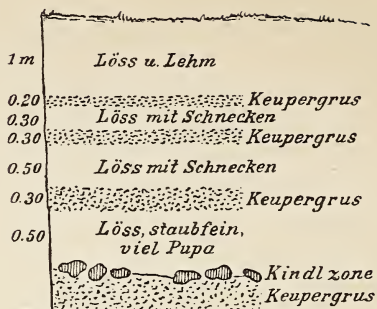 1 m Löss u. Lehm
0.20 Keupergrus
0.30 Löss mit Schnecken
0.30 Keupergrus
0.50 Löss mit Schnecken
0.30 Keupergrus
0.50 Löss, staubfein,
viel Pupa
Kindl zone
Keupergrus